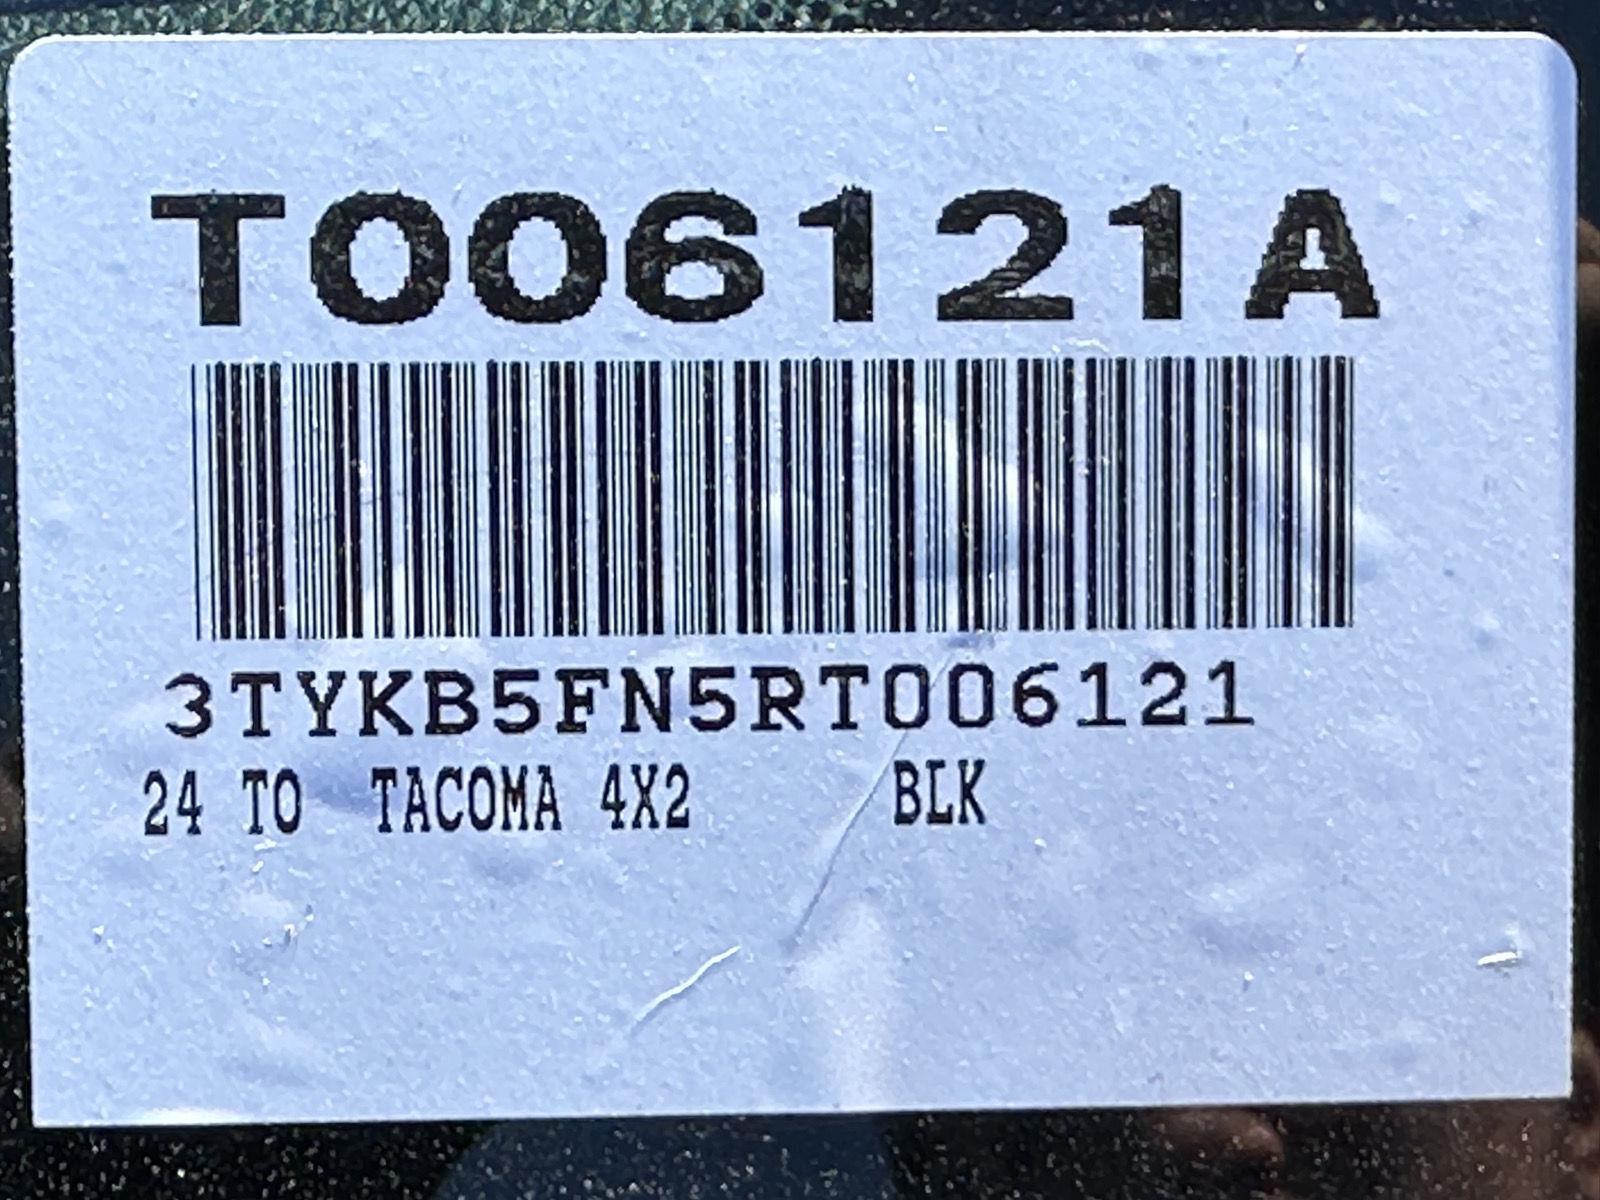 T006121A
3TYKB5FN5RT006121
24 TO TACOMA 4X2 BLK